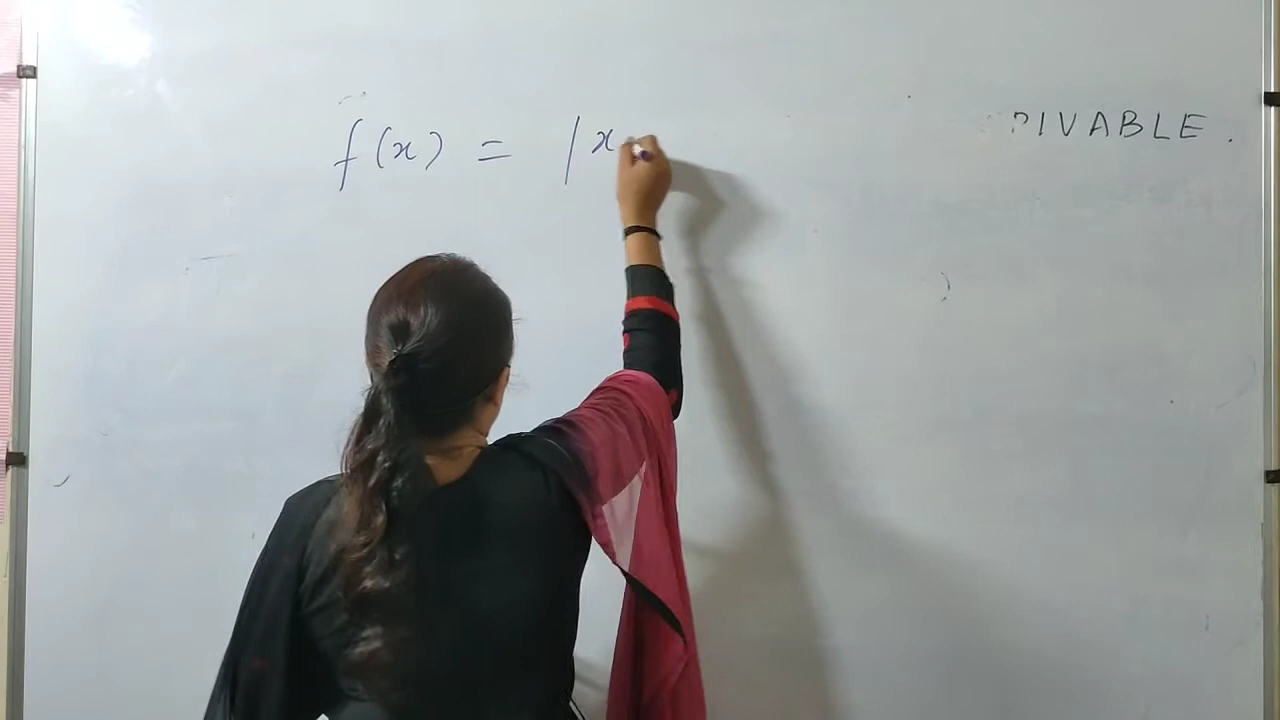 f(x) = |x
DIVABLE.